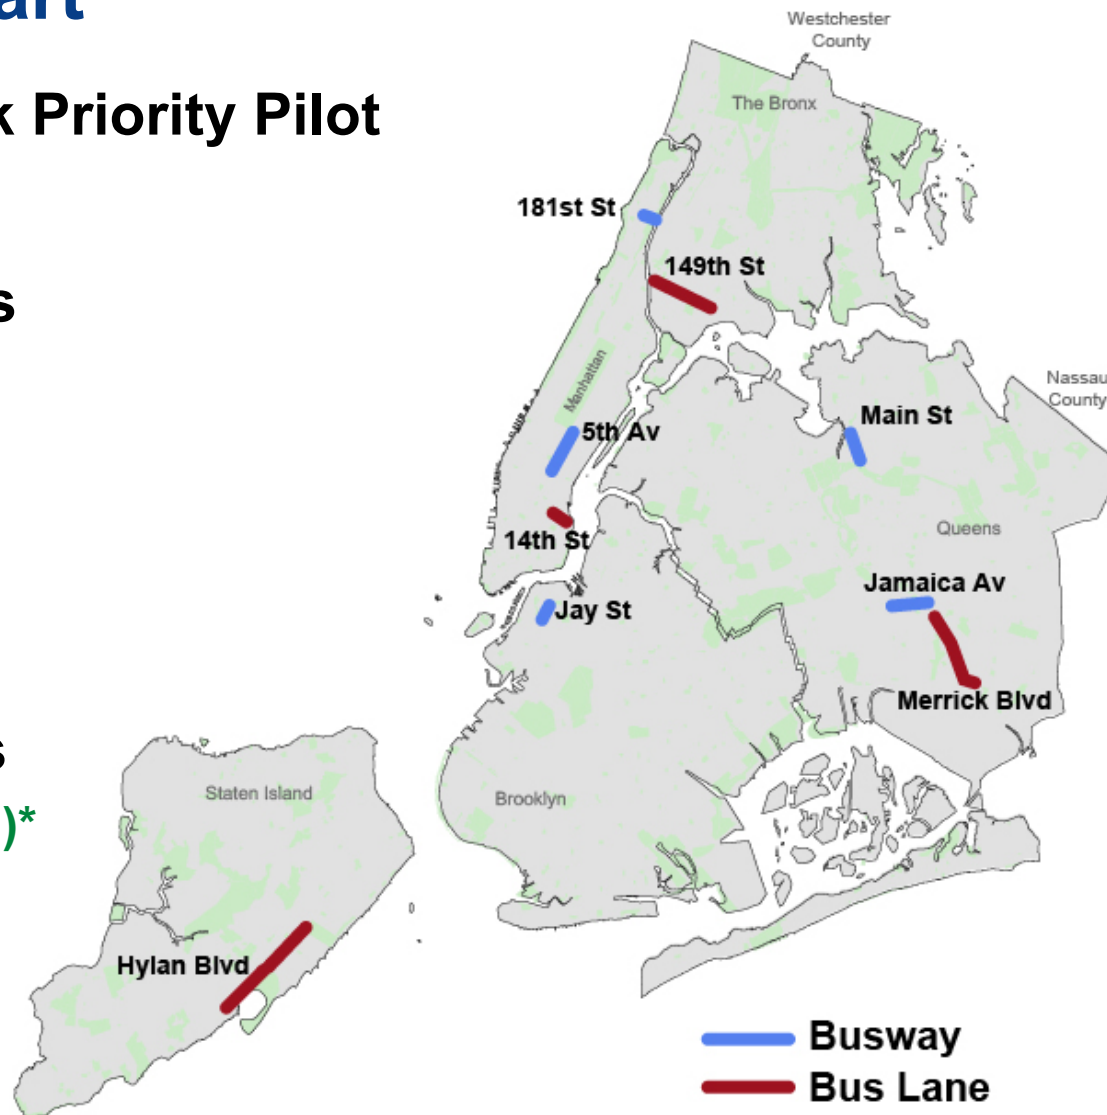 art
k Priority Pilot
s
s
)*
Westchester
County
The Bronx
181st St
149th St
Manhattan
Nassau
County
Main St
5th Av
14th St
Queens
Jamaica Av
Jay St
Merrick Blvd
Staten Island
Brooklyn
Hylan Blvd
Busway
Bus Lane